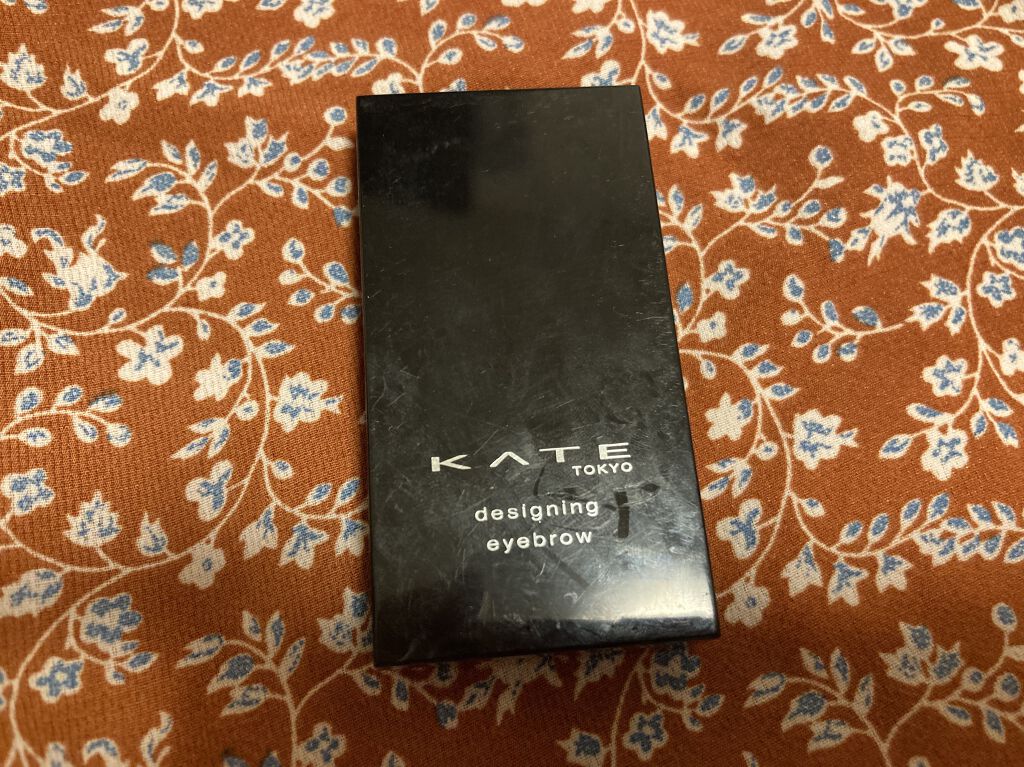 KATE
TOKYO
designing
eyebrow